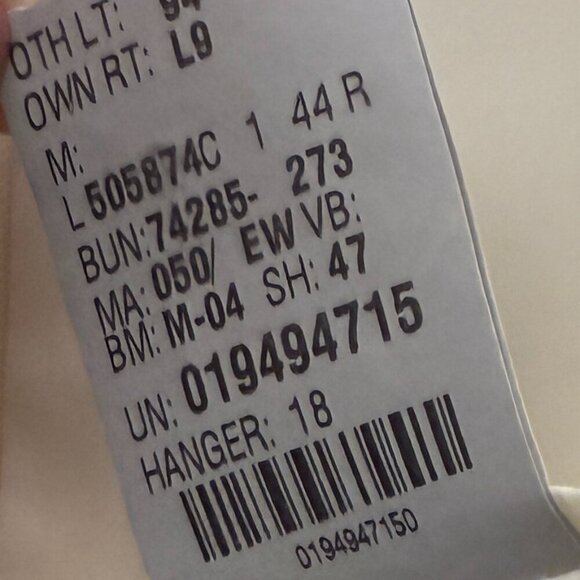 OTH LT: 94
OWN RT: L9
M:
L 505874C 1 44 R
BUN:74285- 273
MA: 050/ EW VB:
BM: M-04 SH: 47
UN: 019494715
HANGER: 18
0194947150